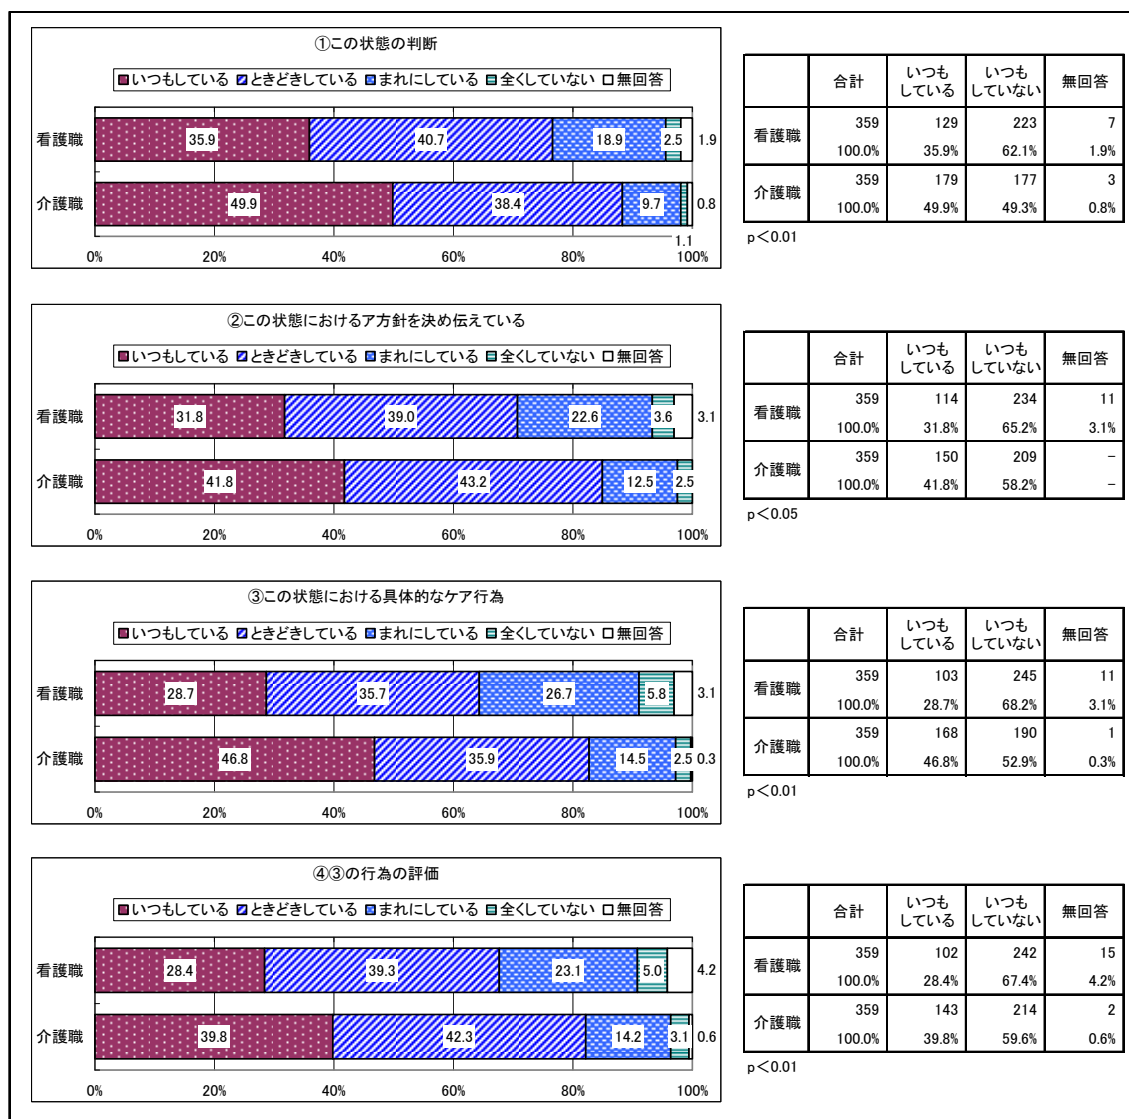 ①この状態の判断
いつもしている ときどきしている まれにしている 全くしていない 無回答
看護職 35.9 40.7 18.9 2.5 1.9
介護職 49.9 38.4 9.7 0.8
1.1
0% 20% 40% 60% 80% 100%
合計 いつも している いつも していない 無回答
看護職 359 129 223 7
100.0% 35.9% 62.1% 1.9%
介護職 359 179 177 3
100.0% 49.9% 49.3% 0.8%
p<0.01
②この状態におけるア方針を決め伝えている
いつもしている ときどきしている まれにしている 全くしていない 無回答
看護職 31.8 39.0 22.6 3.6 3.1
介護職 41.8 43.2 12.5 2.5
0% 20% 40% 60% 80% 100%
合計 いつも している いつも していない 無回答
看護職 359 114 234 11
100.0% 31.8% 65.2% 3.1%
介護職 359 150 209 −
100.0% 41.8% 58.2% −
p<0.05
③この状態における具体的なケア行為
いつもしている ときどきしている まれにしている 全くしていない 無回答
看護職 28.7 35.7 26.7 5.8 3.1
介護職 46.8 35.9 14.5 2.5 0.3
0% 20% 40% 60% 80% 100%
合計 いつも している いつも していない 無回答
看護職 359 103 245 11
100.0% 28.7% 68.2% 3.1%
介護職 359 168 190 1
100.0% 46.8% 52.9% 0.3%
p<0.01
④③の行為の評価
いつもしている ときどきしている まれにしている 全くしていない 無回答
看護職 28.4 39.3 23.1 5.0 4.2
介護職 39.8 42.3 14.2 3.1 0.6
0% 20% 40% 60% 80% 100%
合計 いつも している いつも していない 無回答
看護職 359 102 242 15
100.0% 28.4% 67.4% 4.2%
介護職 359 143 214 2
100.0% 39.8% 59.6% 0.6%
p<0.01